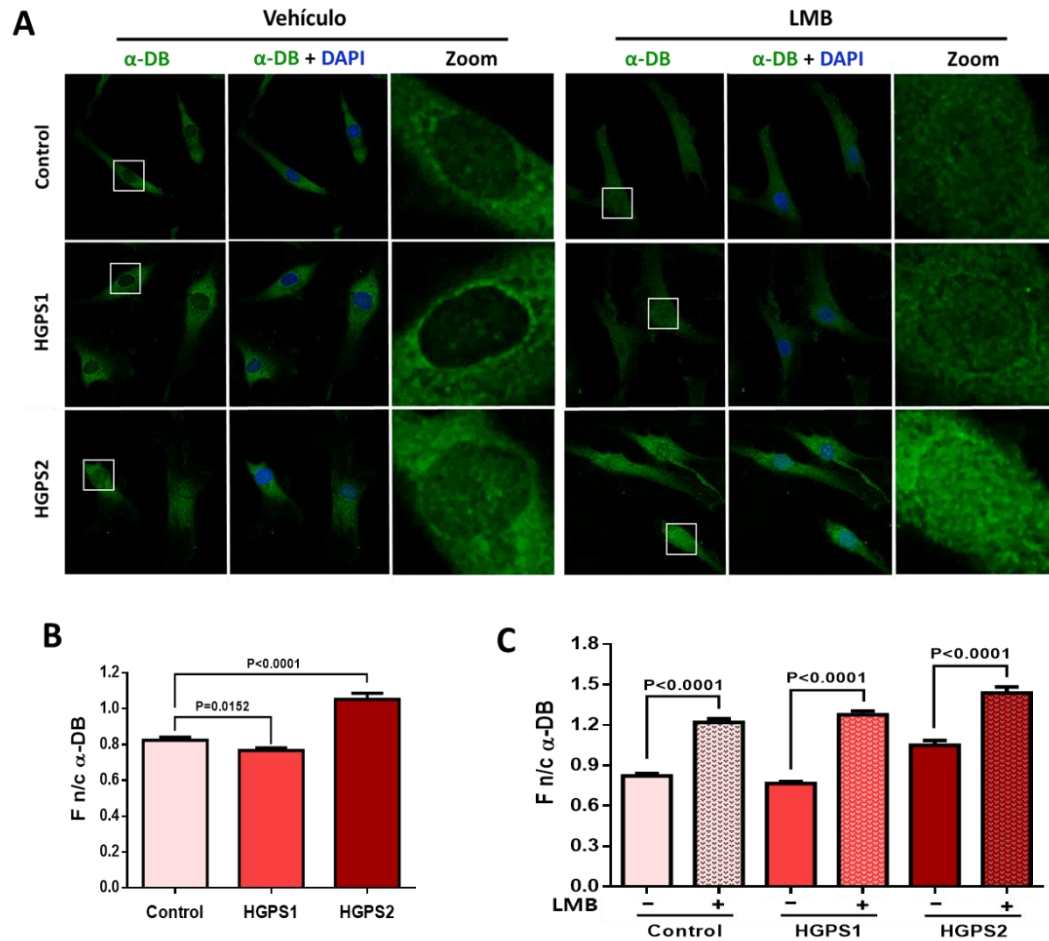 A
Vehículo
LMB
α-DB
α-DB + DAPI
Zoom
α-DB
α-DB + DAPI
Zoom
Control
HGPS1
HGPS2
B
F n/c α-DB
1.2
1.0
0.8
0.6
0.4
0.2
0.0
P<0.0001
P=0.0152
Control HGPS1 HGPS2
C
F n/c α-DB
1.8
1.5
1.2
0.9
0.6
0.3
0.0
P<0.0001
P<0.0001
P<0.0001
LMB − + − + − +
Control HGPS1 HGPS2